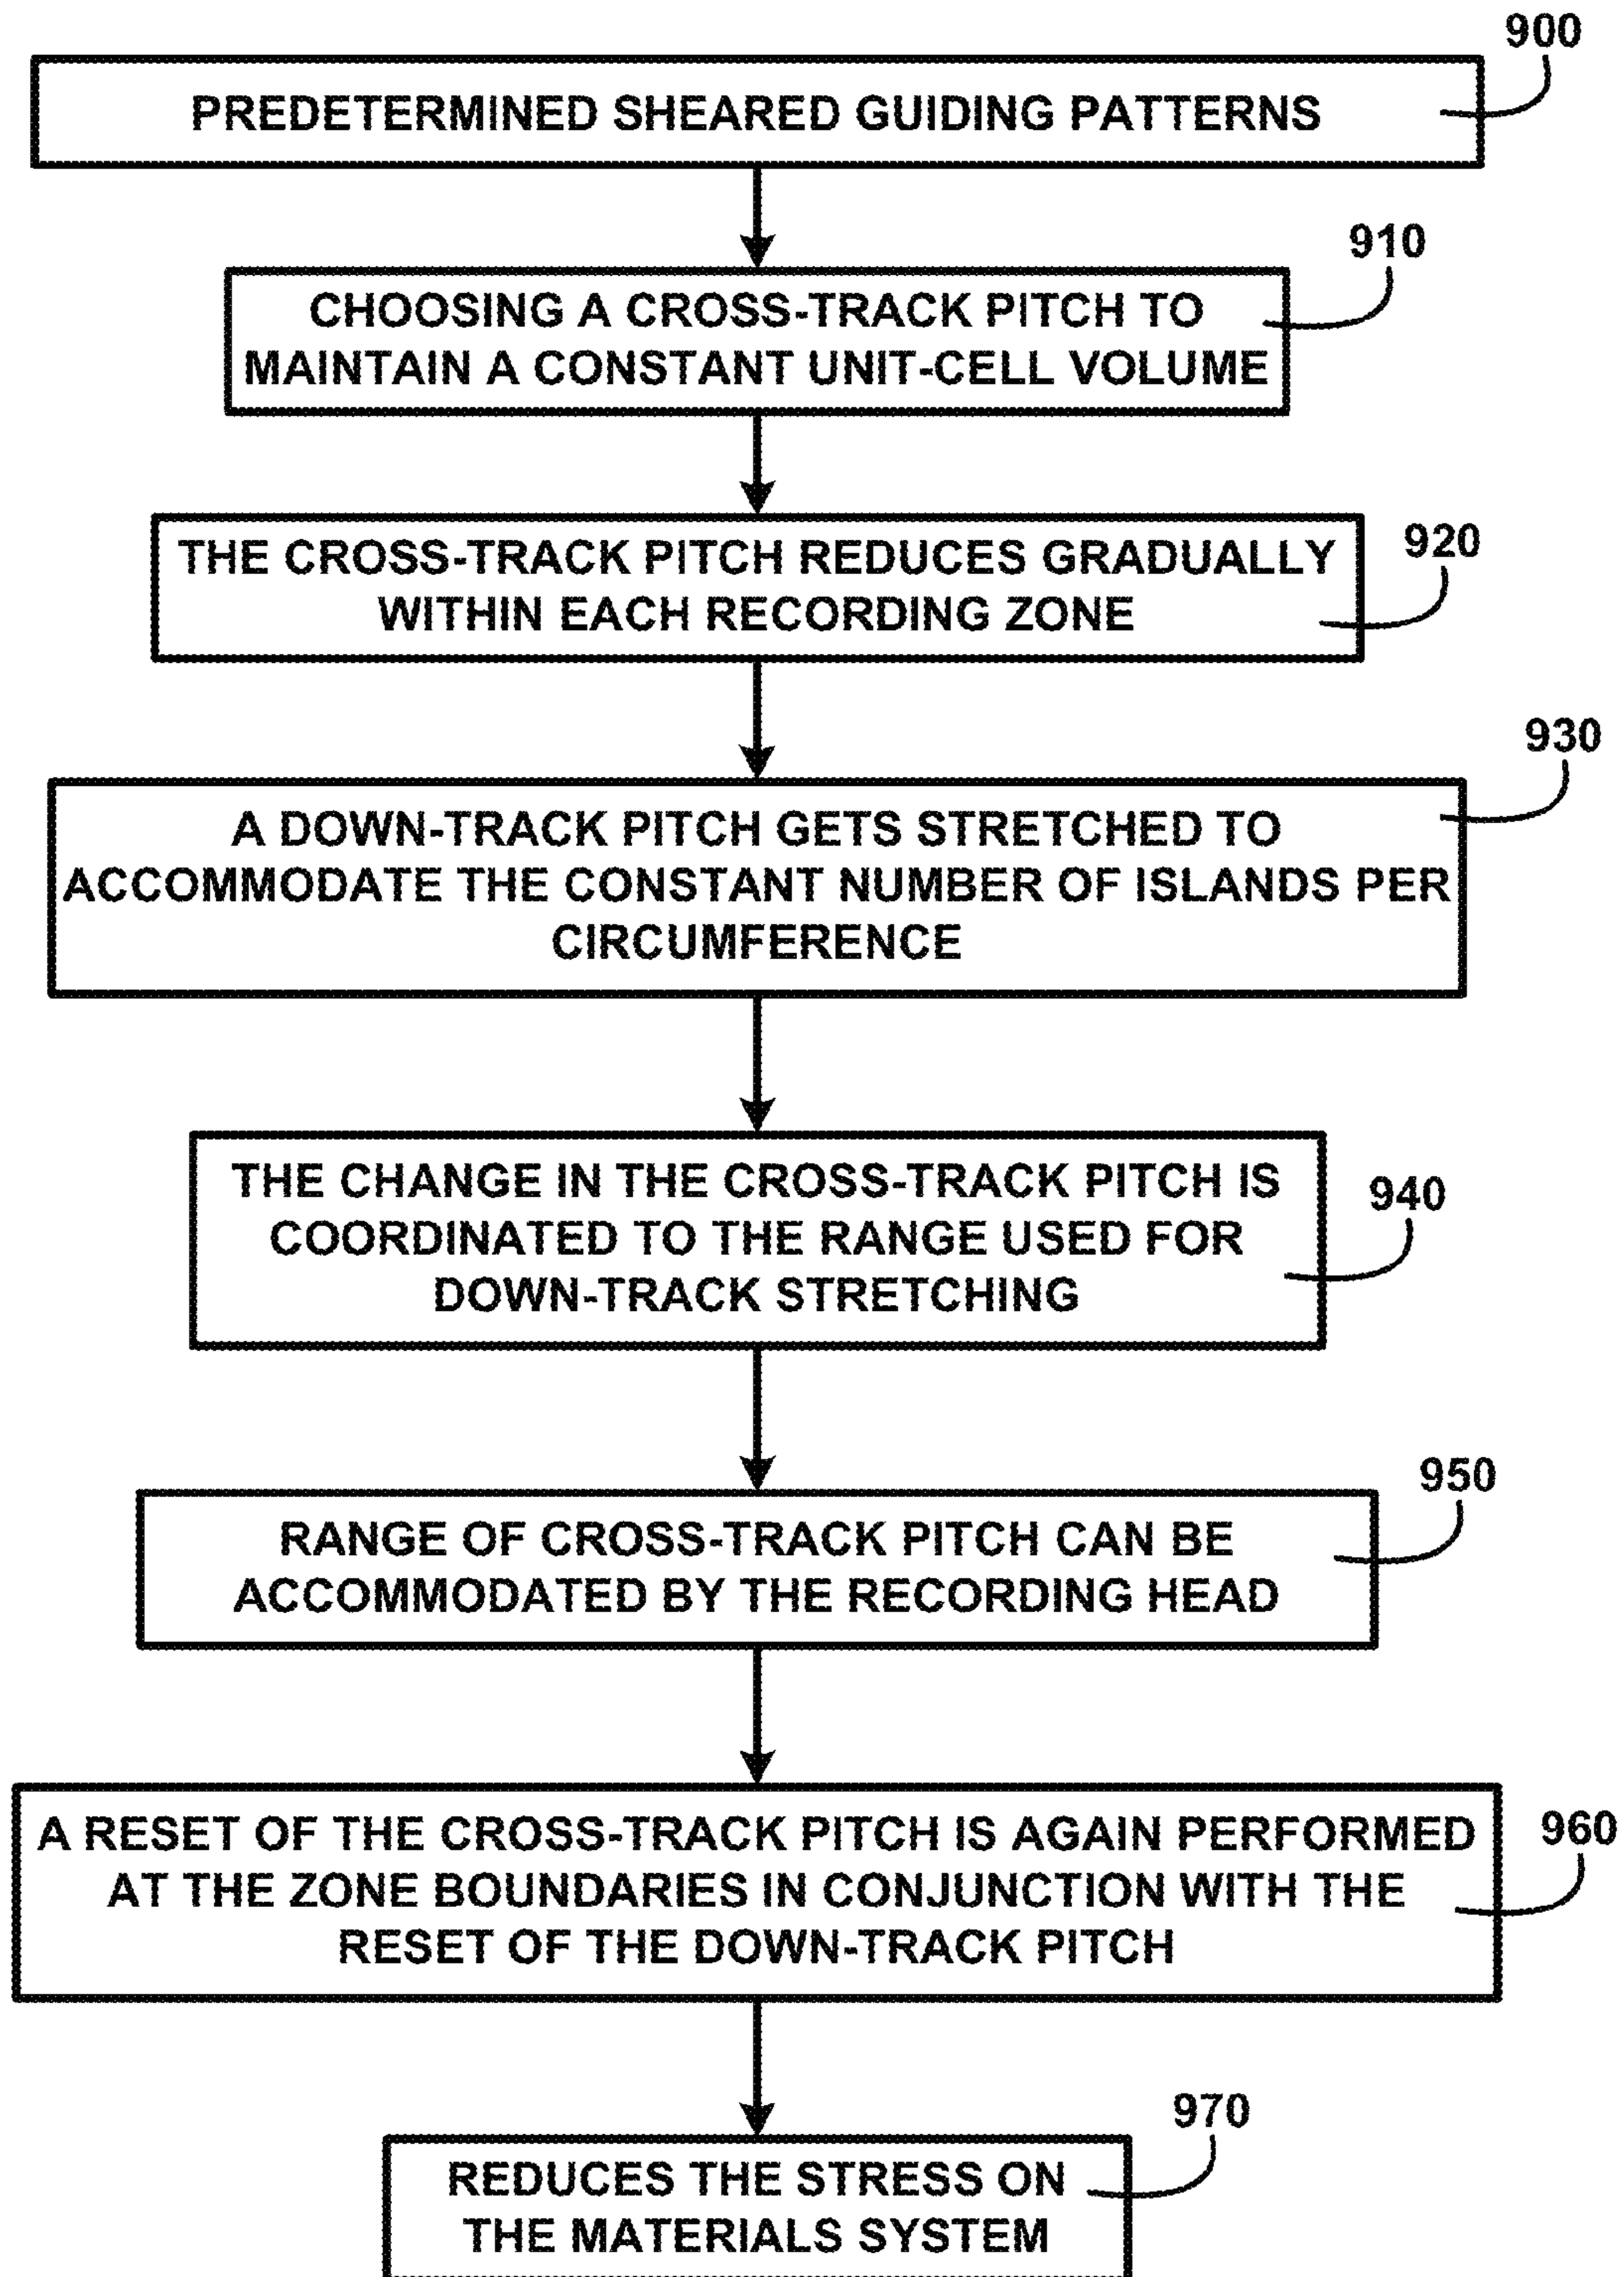 900
PREDETERMINED SHEARED GUIDING PATTERNS
910
CHOOSING A CROSS-TRACK PITCH TO
MAINTAIN A CONSTANT UNIT-CELL VOLUME
920
THE CROSS-TRACK PITCH REDUCES GRADUALLY
WITHIN EACH RECORDING ZONE
930
A DOWN-TRACK PITCH GETS STRETCHED TO
ACCOMMODATE THE CONSTANT NUMBER OF ISLANDS PER
CIRCUMFERENCE
940
THE CHANGE IN THE CROSS-TRACK PITCH IS
COORDINATED TO THE RANGE USED FOR
DOWN-TRACK STRETCHING
950
RANGE OF CROSS-TRACK PITCH CAN BE
ACCOMMODATED BY THE RECORDING HEAD
960
A RESET OF THE CROSS-TRACK PITCH IS AGAIN PERFORMED
AT THE ZONE BOUNDARIES IN CONJUNCTION WITH THE
RESET OF THE DOWN-TRACK PITCH
970
REDUCES THE STRESS ON
THE MATERIALS SYSTEM